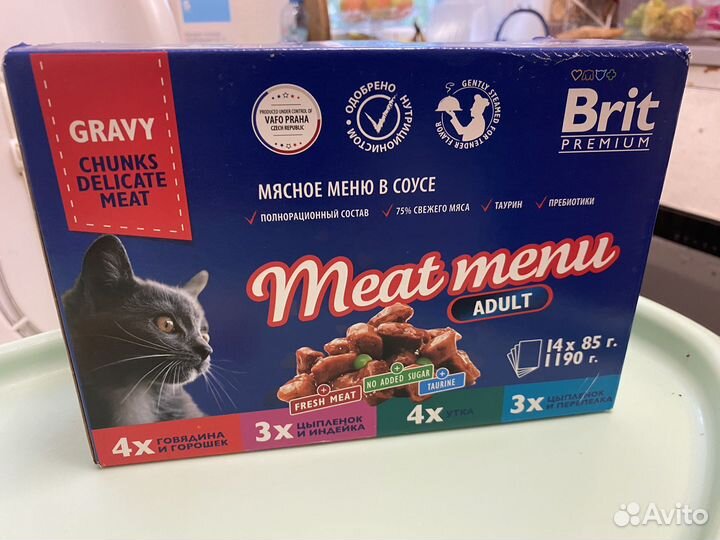 GRAVY
CHUNKS
DELICATE
MEAT
PRODUCED UNDER CONTROL OF
VAFO PRAHA
CZECH REPUBLIC
ОДОБРЕНО
НУТРИЦИОНИСТОМ
GENTLY STEAMED
FOR TENDER FLAVOR
Brit
PREMIUM
МЯСНОЕ МЕНЮ В СОУСЕ
ПОЛНОРАЦИОННЫЙ СОСТАВ
75% СВЕЖЕГО МЯСА
ТАУРИН
ПРЕБИОТИКИ
Meat menu
ADULT
14 x 85 г.
1190 г.
FRESH MEAT
NO ADDED SUGAR
TAURINE
4X ГОВЯДИНА
И ГОРОШЕК
3X ЦЫПЛЕНОК
И ИНДЕЙКА
4X УТКА
3X ЦЫПЛЕНОК
И ПЕРЕПЕЛКА
Avito